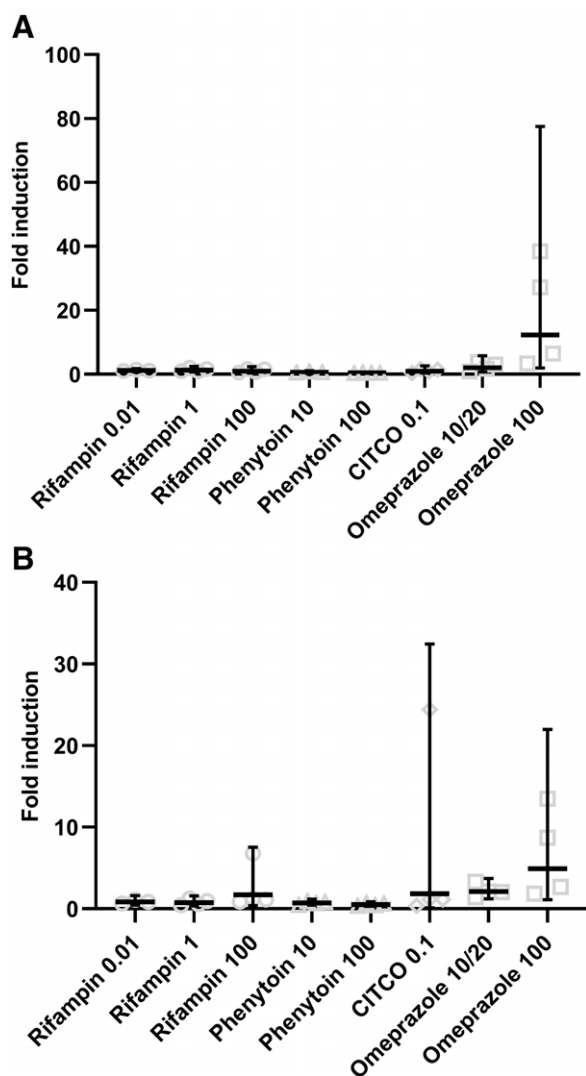 A
100
80
60
40
20
0
Fold induction
Rifampin 0.01
Rifampin 1
Rifampin 100
Phenytoin 10
Phenytoin 100
CITCO 0.1
Omeprazole 10/20
Omeprazole 100
B
40
30
20
10
0
Fold induction
Rifampin 0.01
Rifampin 1
Rifampin 100
Phenytoin 10
Phenytoin 100
CITCO 0.1
Omeprazole 10/20
Omeprazole 100